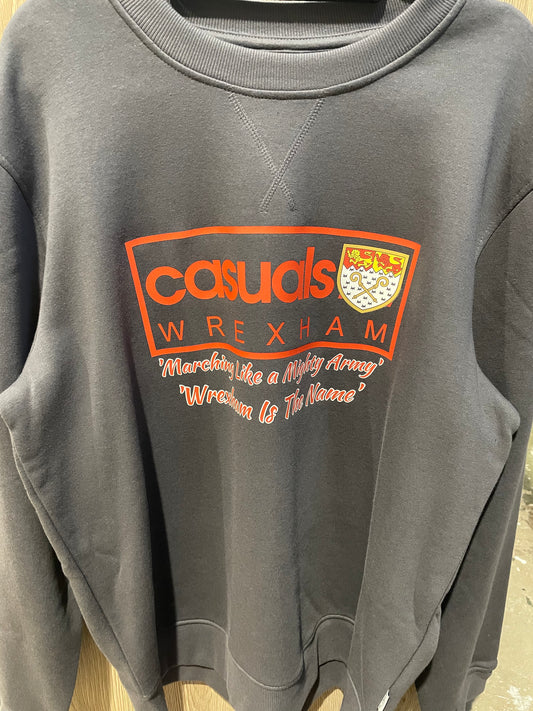 casuals
WREXHAM
'Marching Like a Mighty Army'
'Wrexham Is The Name'